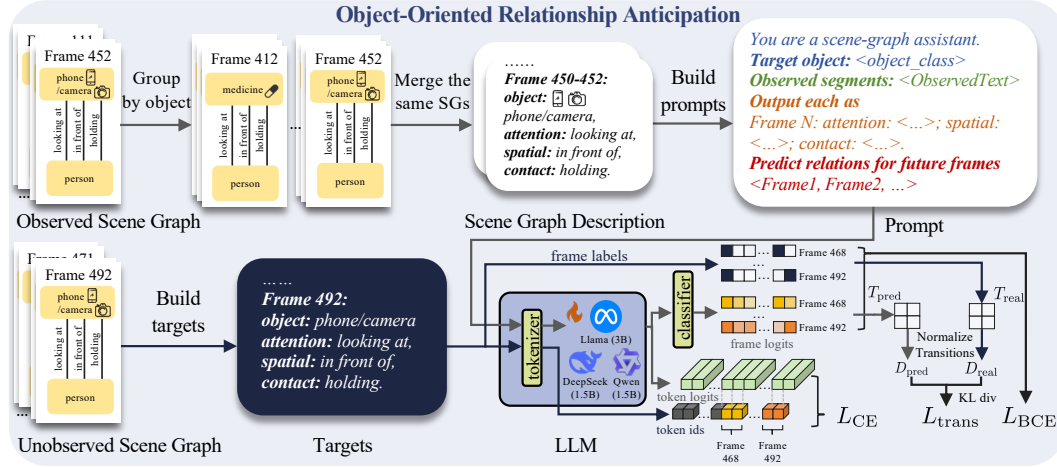 Object-Oriented Relationship Anticipation
Frame 452
phone
/camera
looking at
in front of
holding
person
...
Observed Scene Graph
Group
by object
Frame 412
medicine
looking at
in front of
holding
person
...
Frame 452
phone
/camera
looking at
in front of
holding
person
Merge the
same SGs
......
Frame 450-452:
object:
phone/camera,
attention: looking at,
spatial: in front of,
contact: holding.
Scene Graph Description
Build
prompts
You are a scene-graph assistant.
Target object: <object_class>
Observed segments: <ObservedText>
Output each as
Frame N: attention: <...>; spatial:
<...>; contact: <...>.
Predict relations for future frames
<Frame1, Frame2, ...>
Prompt
Frame 492
phone
/camera
looking at
in front of
holding
person
...
Unobserved Scene Graph
Build
targets
......
Frame 492:
object: phone/camera
attention: looking at,
spatial: in front of,
contact: holding.
Targets
frame labels
tokenizer
Llama (3B)
DeepSeek
(1.5B)
Qwen
(1.5B)
LLM
classifier
... Frame 468
...
... Frame 492
... Frame 468
...
... Frame 492
frame logits
token logits
token ids
...
Frame
468
Frame
492
L_CE
T_pred
T_real
Normalize
Transitions
D_pred
D_real
KL div
L_trans
L_BCE